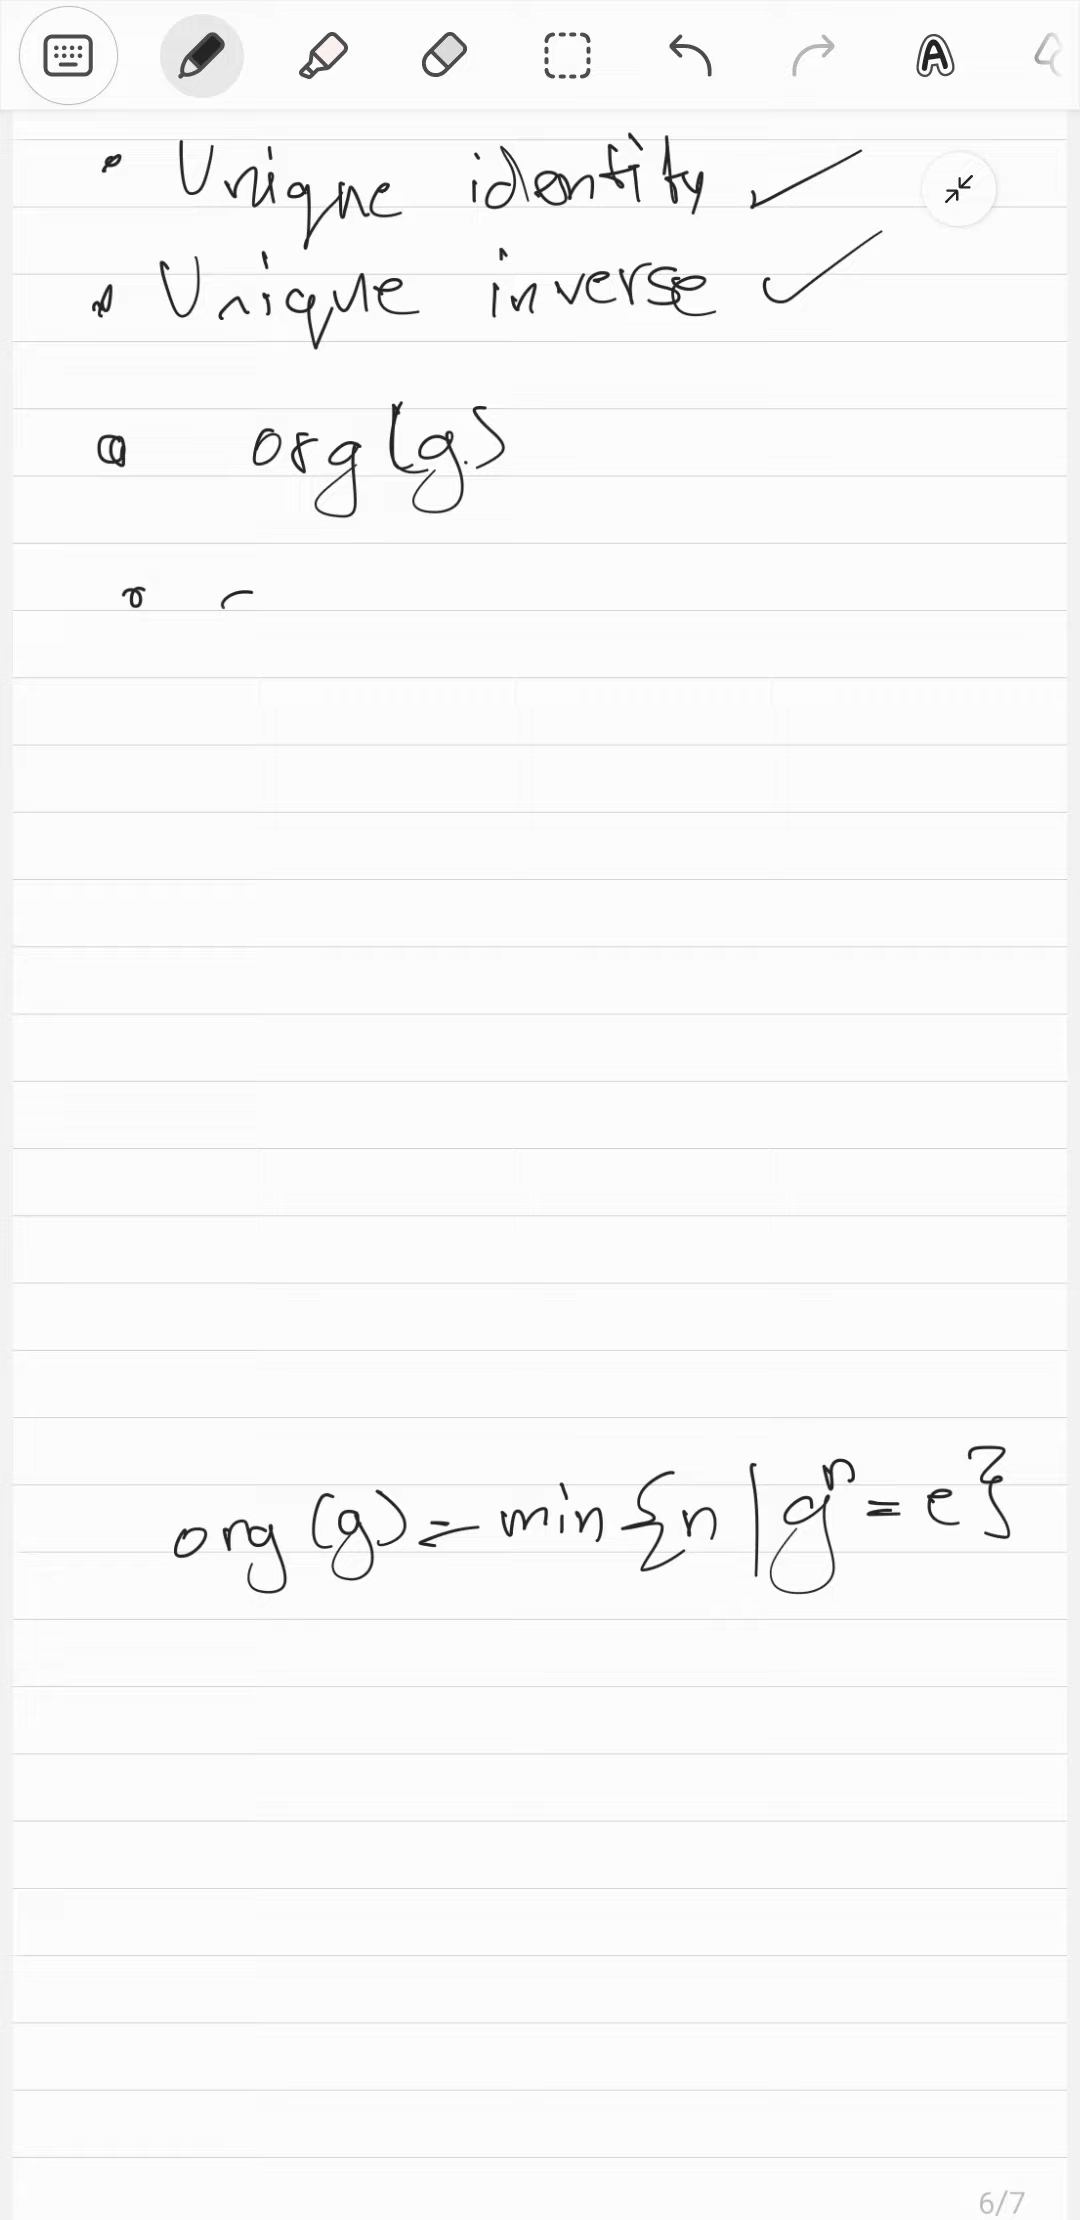 • Unique identity ✓
• Unique inverse ✓
• org(g)
•
org(g) = min{n | gⁿ = e}
6/7